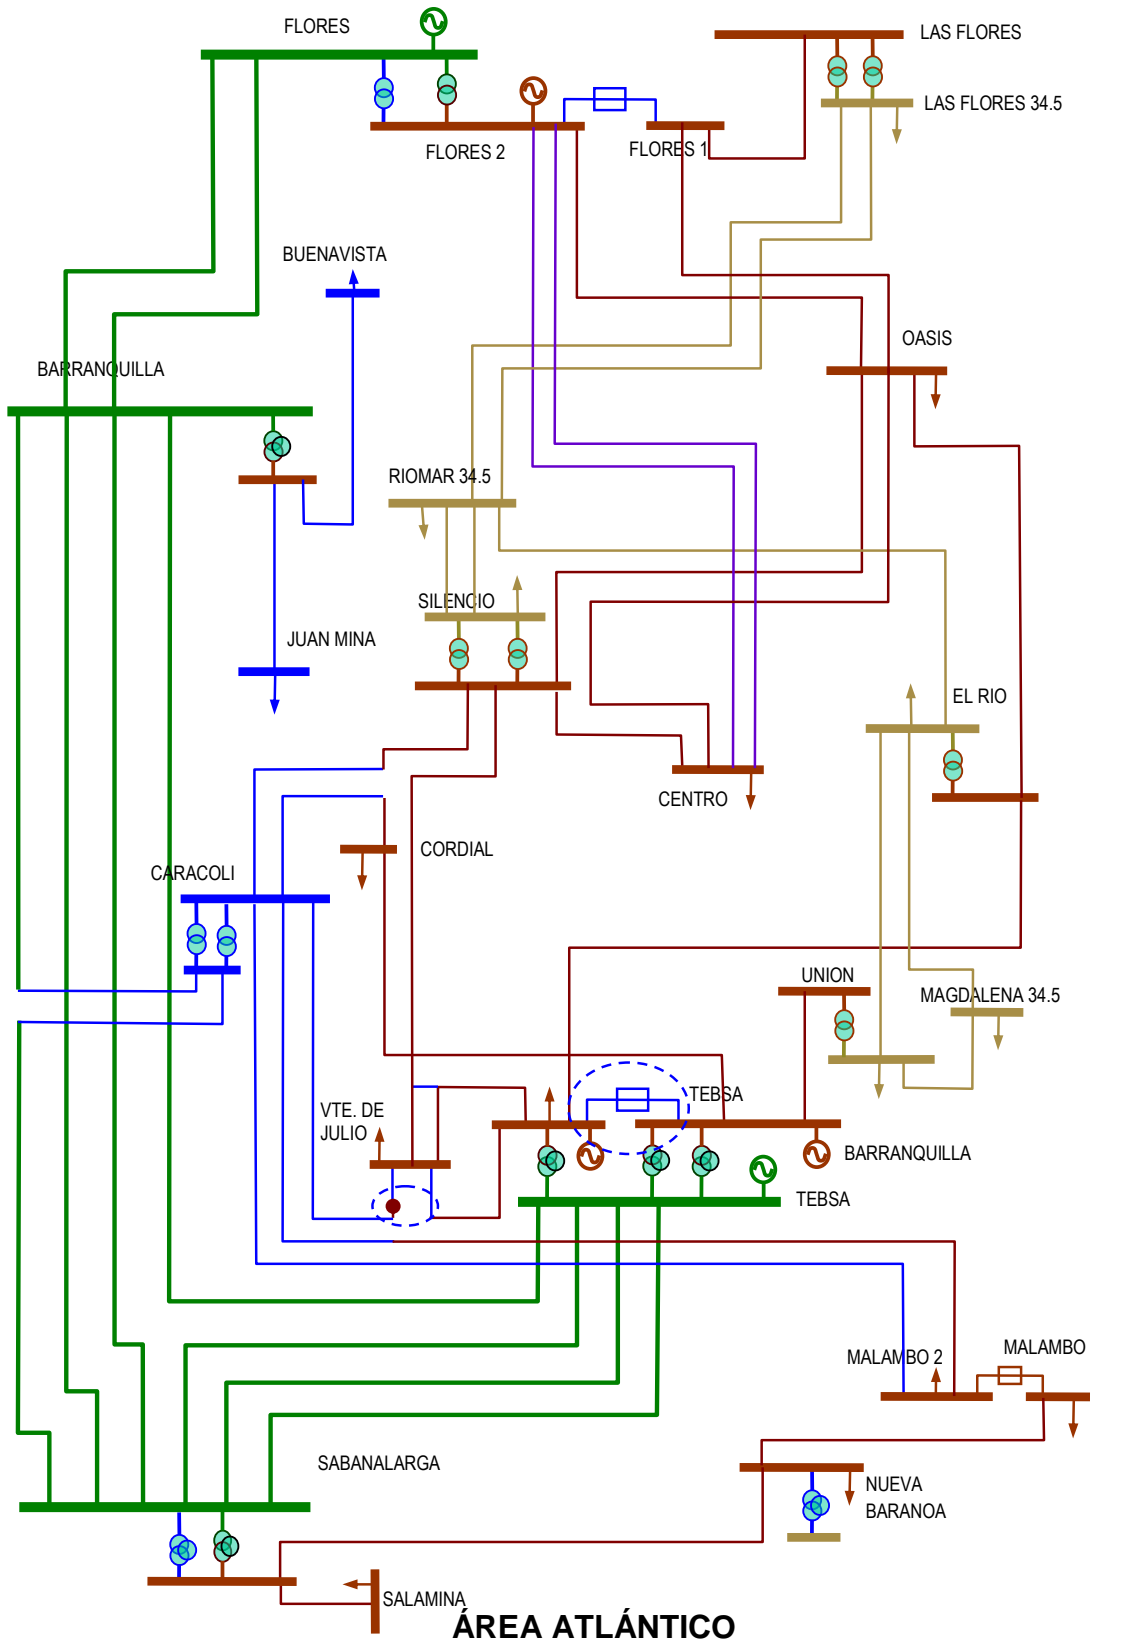 FLORES
LAS FLORES
LAS FLORES 34.5
FLORES 2
FLORES 1
BUENAVISTA
OASIS
BARRANQUILLA
RIOMAR 34.5
SILENCIO
JUAN MINA
EL RIO
CENTRO
CORDIAL
CARACOLI
UNION
MAGDALENA 34.5
TEBSA
VTE. DE
JULIO
BARRANQUILLA
TEBSA
MALAMBO 2
MALAMBO
SABANALARGA
NUEVA
BARANOA
SALAMINA
ÁREA ATLÁNTICO